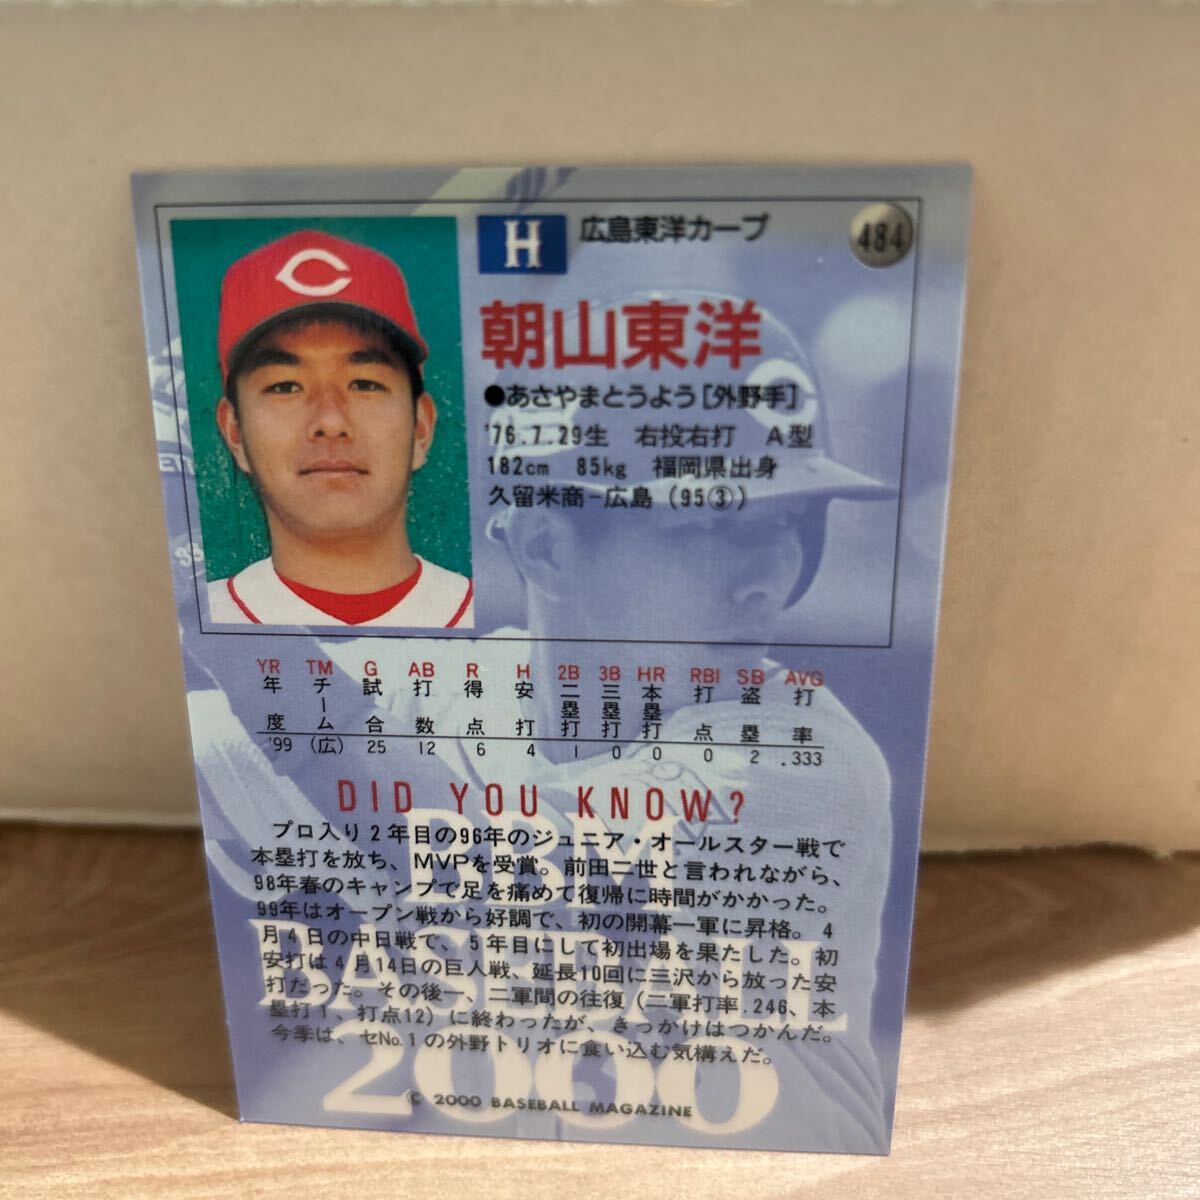 H 広島東洋カープ 484
朝山東洋
●あさやまとうよう[外野手]
'76.7.29生 右投右打 A型
182cm 85kg 福岡県出身
久留米商−広島(95③)
YR TM G AB R H 2B 3B HR RBI SB AVG
年度 チーム 試合 打数 得点 安打 二塁打 三塁打 本塁打 打点 盗塁 打率
'99 (広) 25 12 6 4 1 0 0 0 2 .333
DID YOU KNOW?
プロ入り2年目の96年のジュニア・オールスター戦で
本塁打を放ち、MVPを受賞。前田二世と言われながら、
98年春のキャンプで足を痛めて復帰に時間がかかった。
99年はオープン戦から好調で、初の開幕一軍に昇格。4
月4日の中日戦で、5年目にして初出場を果たした。初
安打は4月14日の巨人戦、延長10回に三沢から放った安
打だった。その後一、二軍間の往復(二軍打率.246、本
塁打1、打点12)に終わったが、きっかけはつかんだ。
今季は、セNo.1の外野トリオに食い込む気構えだ。
BBM
BASEBALL
2000
© 2000 BASEBALL MAGAZINE